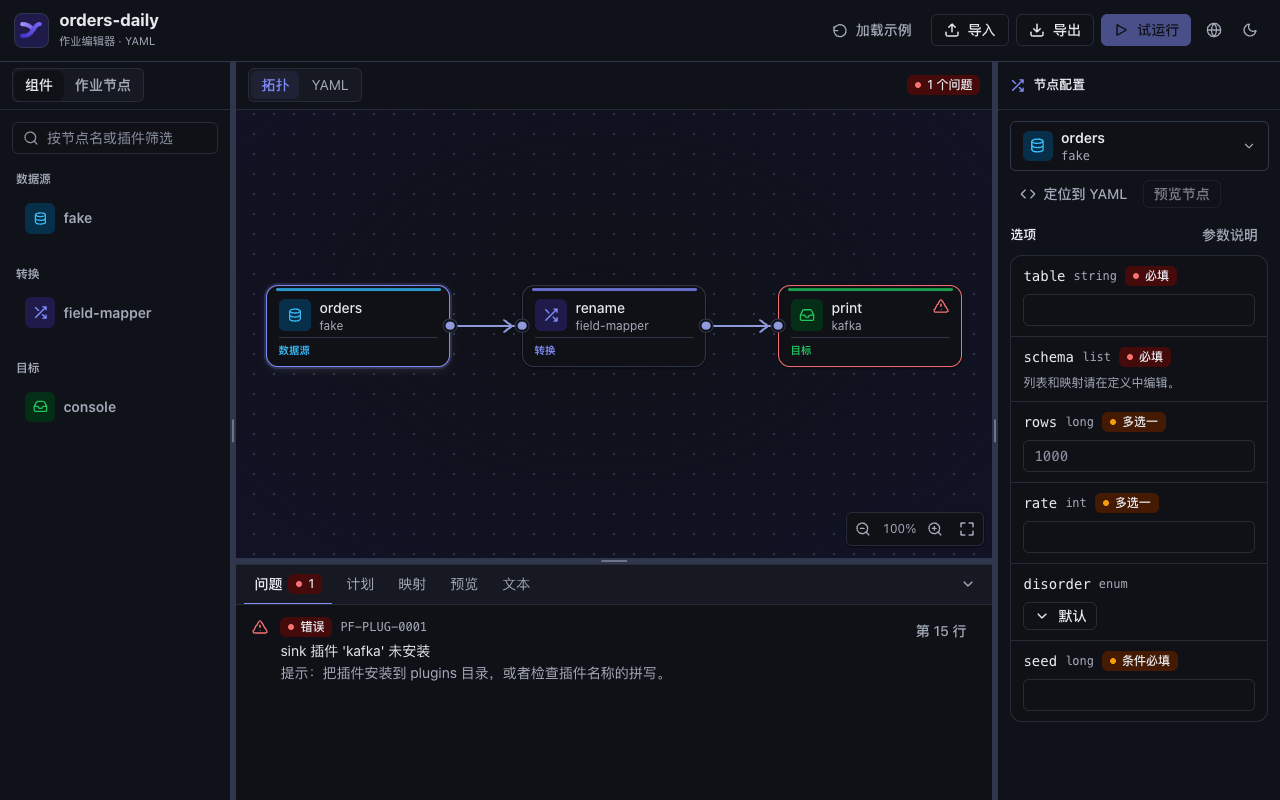 orders-daily
作业编辑器 · YAML
加载示例
导入
导出
试运行
组件
作业节点
按节点名或插件筛选
数据源
fake
转换
field-mapper
目标
console
拓扑
YAML
1 个问题
orders
fake
数据源
rename
field-mapper
转换
print
kafka
目标
100%
问题 1
计划
映射
预览
文本
错误 PF-PLUG-0001
第 15 行
sink 插件 'kafka' 未安装
提示：把插件安装到 plugins 目录，或者检查插件名称的拼写。
节点配置
orders
fake
定位到 YAML
预览节点
选项
参数说明
table string 必填
schema list 必填
列表和映射请在定义中编辑。
rows long 多选一
1000
rate int 多选一
disorder enum
默认
seed long 条件必填